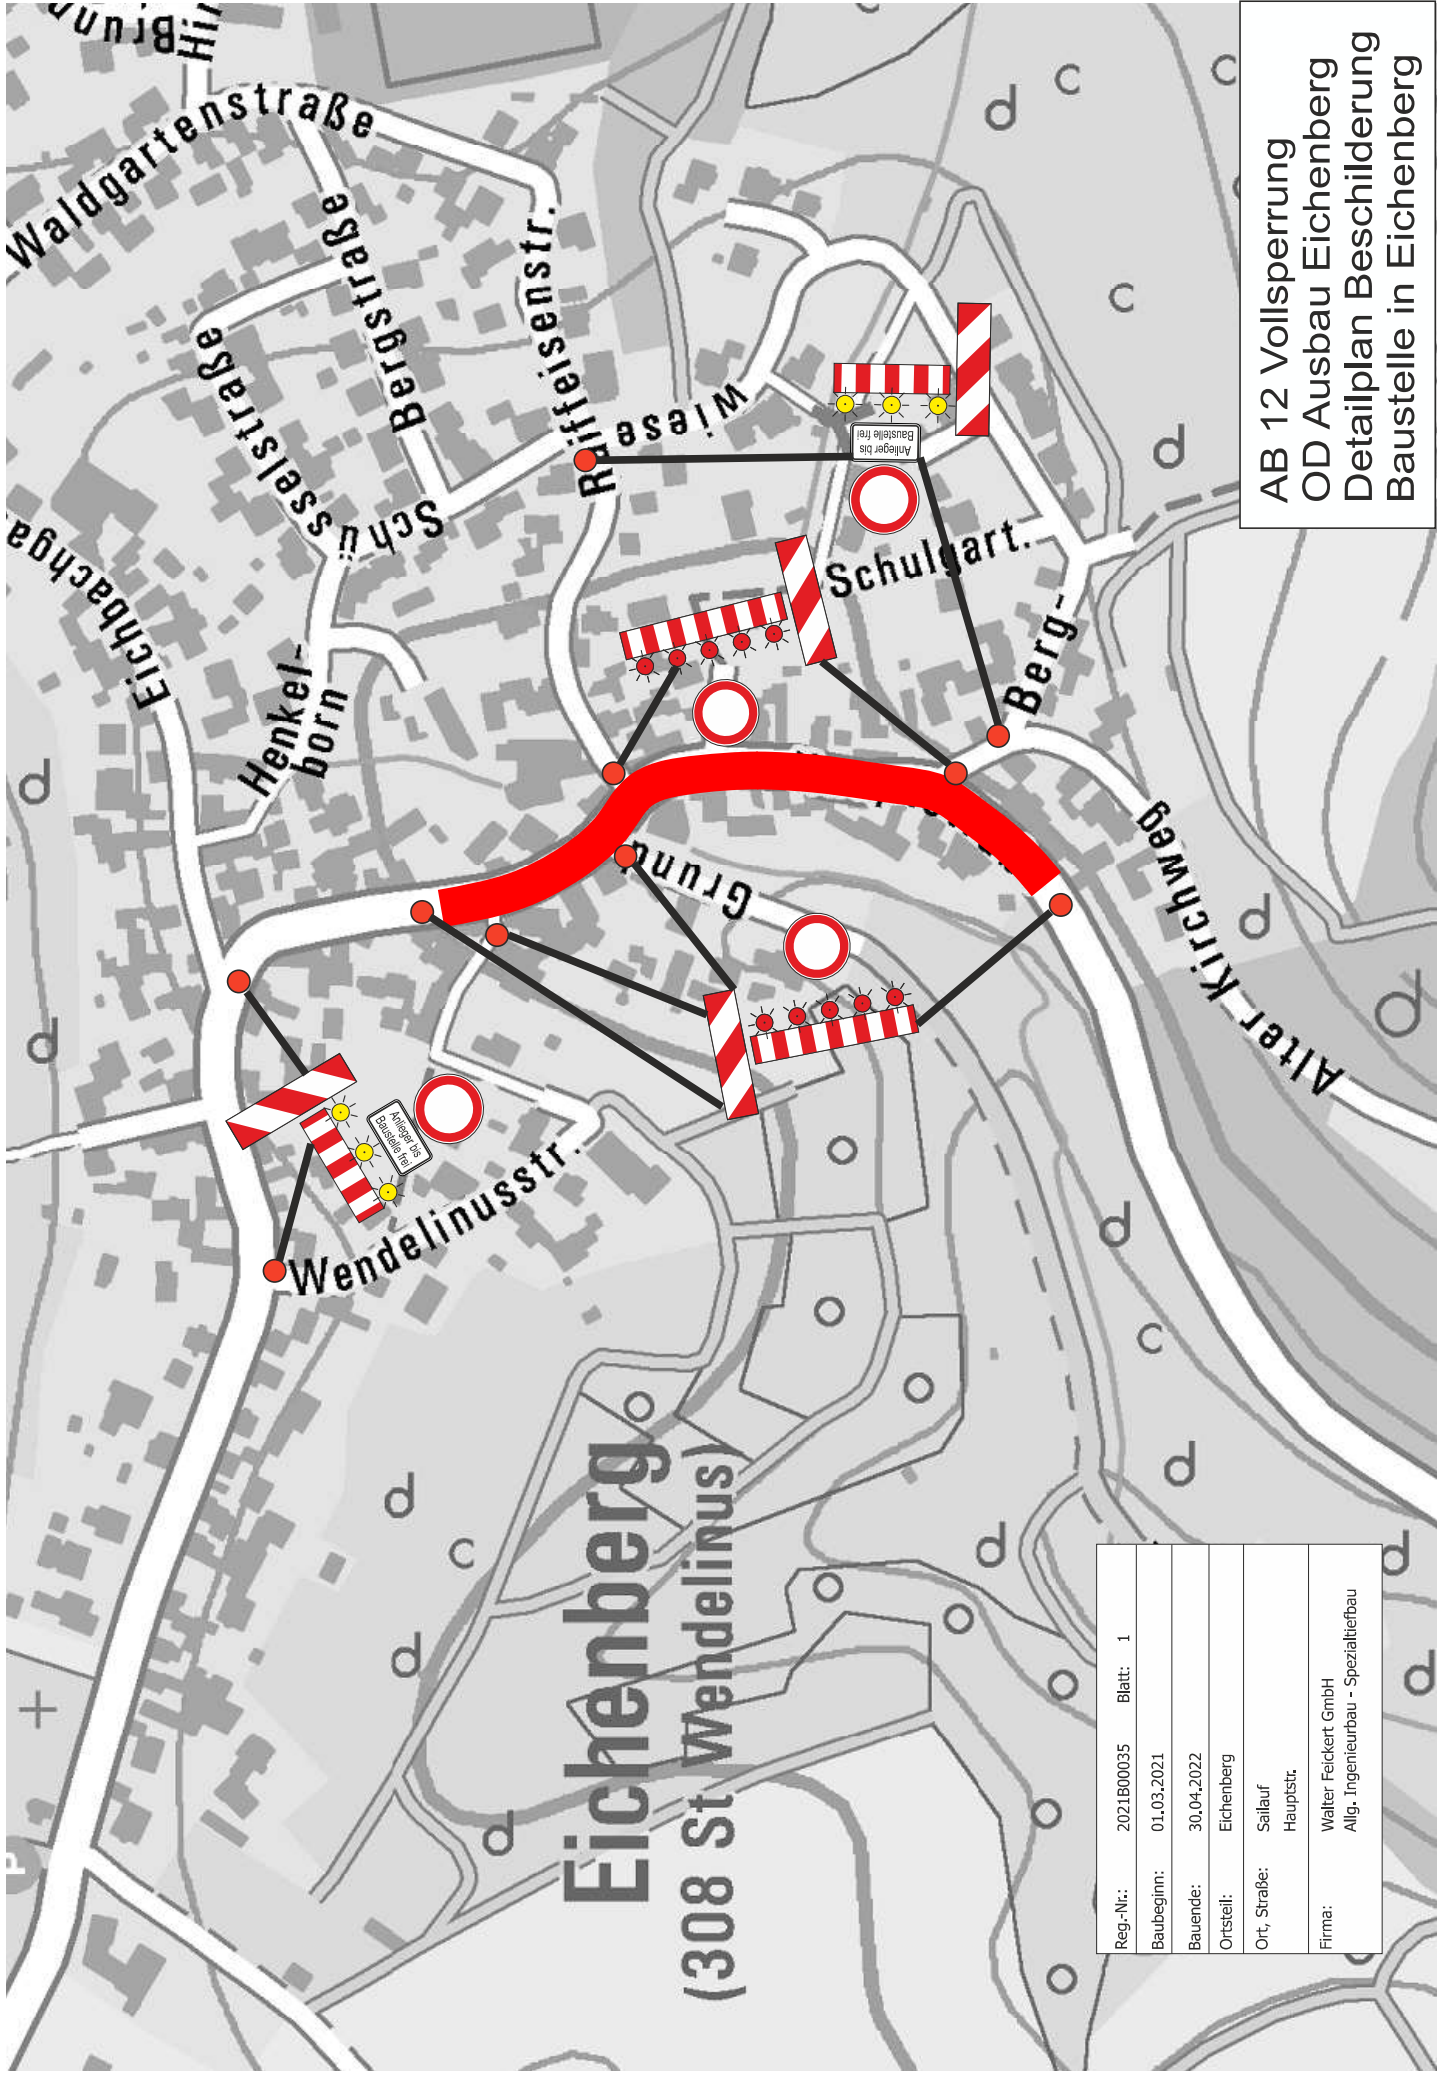 AB 12 Vollsperrung
OD Ausbau Eichenberg
Detailplan Beschilderung
Baustelle in Eichenberg
Waldgartenstraße
Bergstraße
Schüsselstraße
Eichbachga
Henkel-
born
Raiffeisenstr.
Wiese
Schulgart.
Berg-
Grund
Alter Kirchweg
Wendelinusstr.
Anlieger bis
Baustelle frei
Anlieger bis
Baustelle frei
Eichenberg
(308 St Wendelinus)
P
Reg.-Nr.: 2021B00035 Blatt: 1
Baubeginn: 01.03.2021
Bauende: 30.04.2022
Ortsteil: Eichenberg
Ort, Straße: Sailauf
Hauptstr.
Firma: Walter Feickert GmbH
Allg. Ingenieurbau - Spezialtiefbau